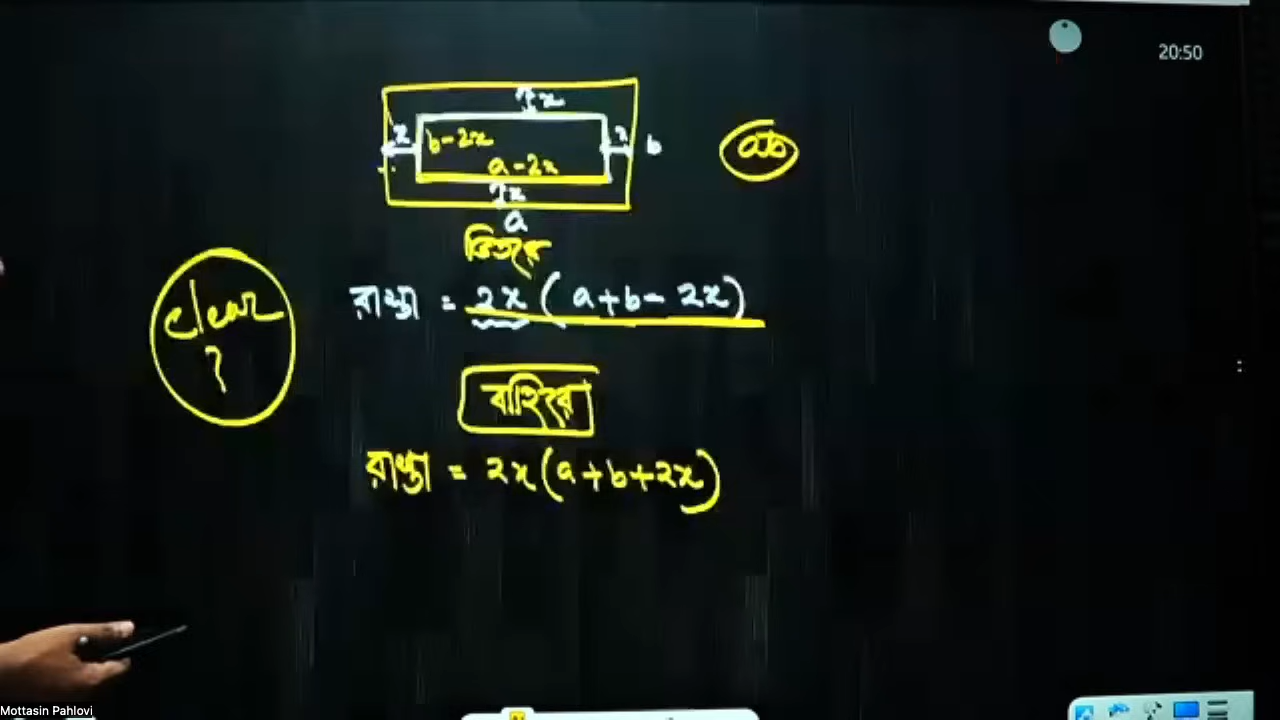 20:50
x
x
b-2x
x
b
a-2x
x
a
ভিতরে
রাস্তা = 2x (a+b-2x)
clear
?
বাহিরে
রাস্তা = 2x(a+b+2x)
Mottasin Pahlovi